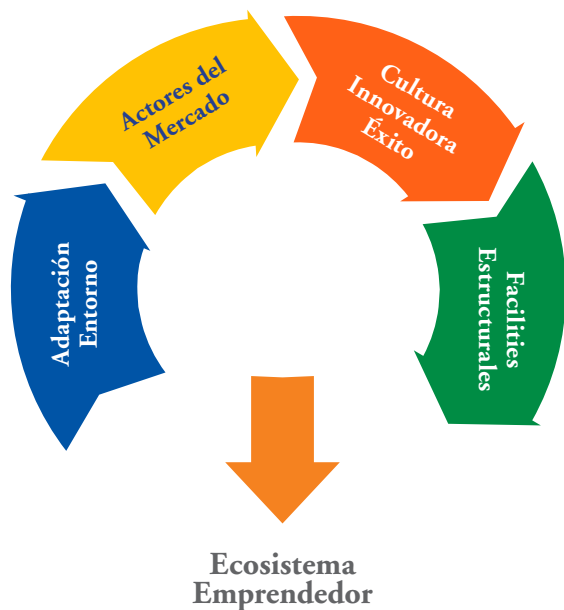 Adaptación
Entorno
Actores del
Mercado
Cultura
Innovadora
Éxito
Facilities
Estructurales
Ecosistema
Emprendedor